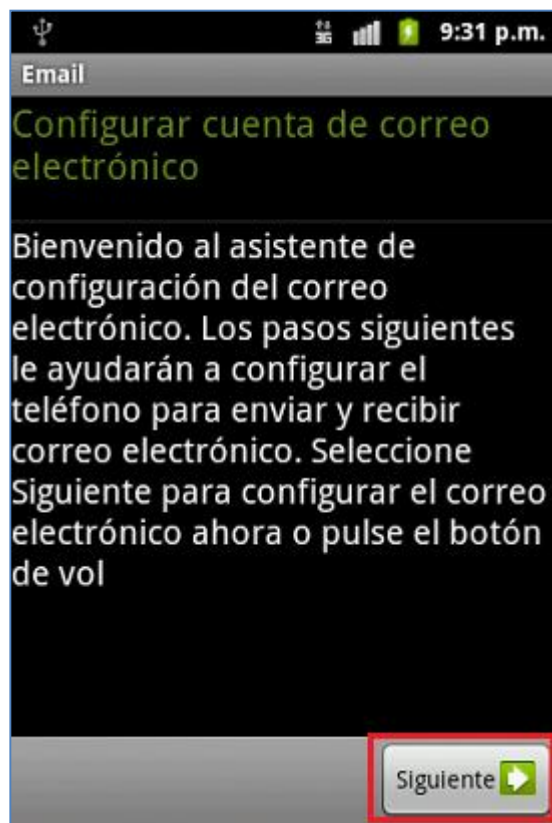 3G 9:31 p.m.
Email
Configurar cuenta de correo
electrónico
Bienvenido al asistente de
configuración del correo
electrónico. Los pasos siguientes
le ayudarán a configurar el
teléfono para enviar y recibir
correo electrónico. Seleccione
Siguiente para configurar el correo
electrónico ahora o pulse el botón
de vol
Siguiente